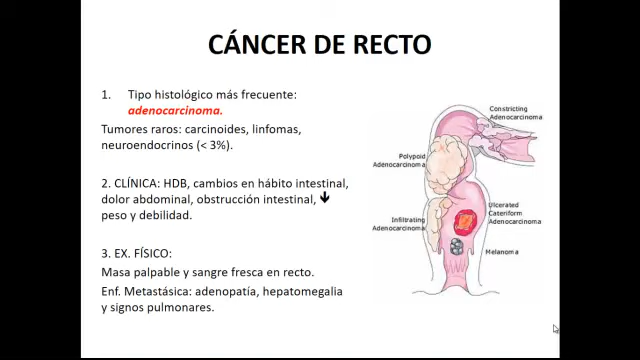 CÁNCER DE RECTO
1. Tipo histológico más frecuente:
adenocarcinoma.
Tumores raros: carcinoides, linfomas,
neuroendocrinos (< 3%).
2. CLÍNICA: HDB, cambios en hábito intestinal,
dolor abdominal, obstrucción intestinal, 🡇
peso y debilidad.
3. EX. FÍSICO:
Masa palpable y sangre fresca en recto.
Enf. Metastásica: adenopatía, hepatomegalia
y signos pulmonares.
Constricting
Adenocarcinoma
Polypoid
Adenocarcinoma
Ulcerated
Cateriform
Adenocarcinoma
Infiltrating
Adenocarcinoma
Melanoma